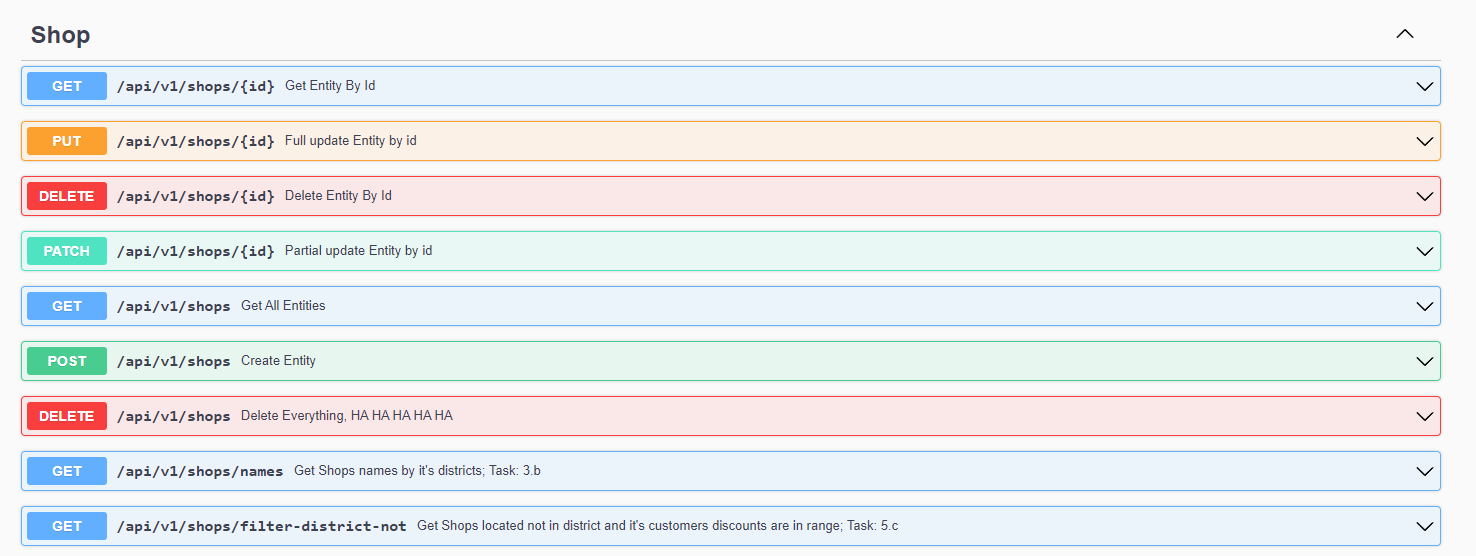 Shop
GET /api/v1/shops/{id} Get Entity By Id
PUT /api/v1/shops/{id} Full update Entity by id
DELETE /api/v1/shops/{id} Delete Entity By Id
PATCH /api/v1/shops/{id} Partial update Entity by id
GET /api/v1/shops Get All Entities
POST /api/v1/shops Create Entity
DELETE /api/v1/shops Delete Everything, HA HA HA HA HA
GET /api/v1/shops/names Get Shops names by it's districts; Task: 3.b
GET /api/v1/shops/filter-district-not Get Shops located not in district and it's customers discounts are in range; Task: 5.c